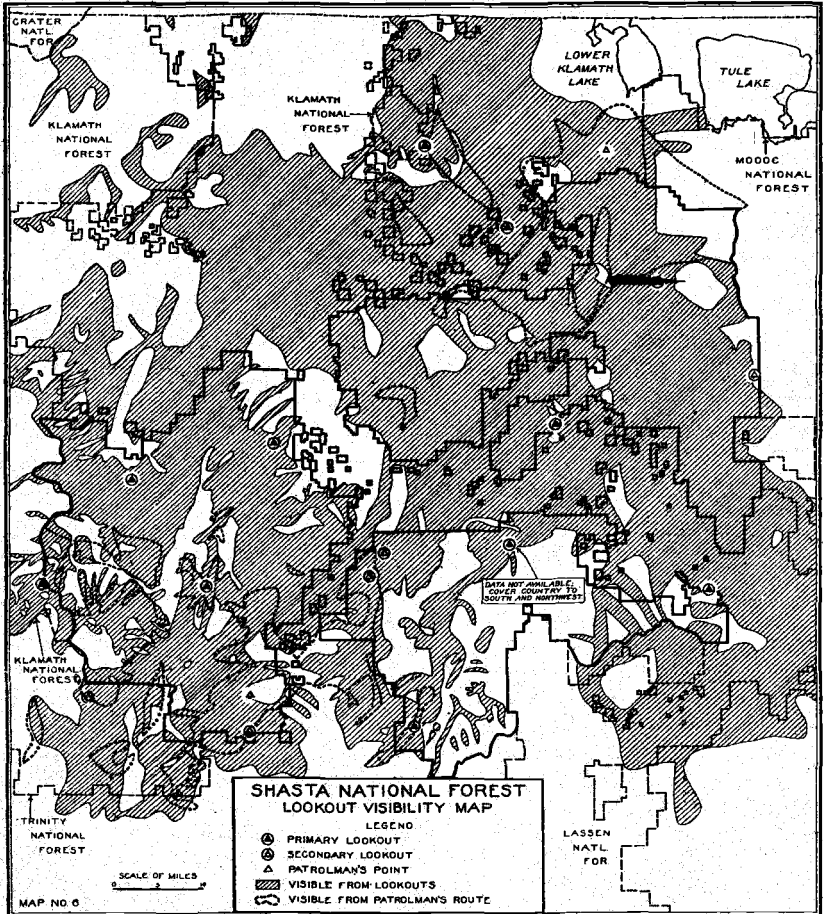 CRATER
NATL.
FOR.
KLAMATH
NATIONAL
FOREST
KLAMATH
NATIONAL
FOREST
LOWER
KLAMATH
LAKE
TULE
LAKE
MODOC
NATIONAL
FOREST
DATA NOT AVAILABLE,
COVER COUNTRY TO
SOUTH AND NORTHWEST
KLAMATH
NATIONAL
FOREST
TRINITY
NATIONAL
FOREST
LASSEN
NATL.
FOR.
SHASTA NATIONAL FOREST
LOOKOUT VISIBILITY MAP
LEGEND
PRIMARY LOOKOUT
SECONDARY LOOKOUT
PATROLMAN'S POINT
VISIBLE FROM LOOKOUTS
VISIBLE FROM PATROLMAN'S ROUTE
SCALE OF MILES
0
MAP NO. 6